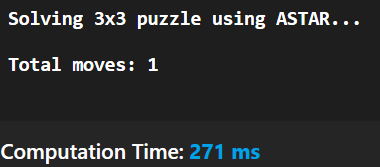 Solving 3x3 puzzle using ASTAR...
Total moves: 1
Computation Time: 271 ms